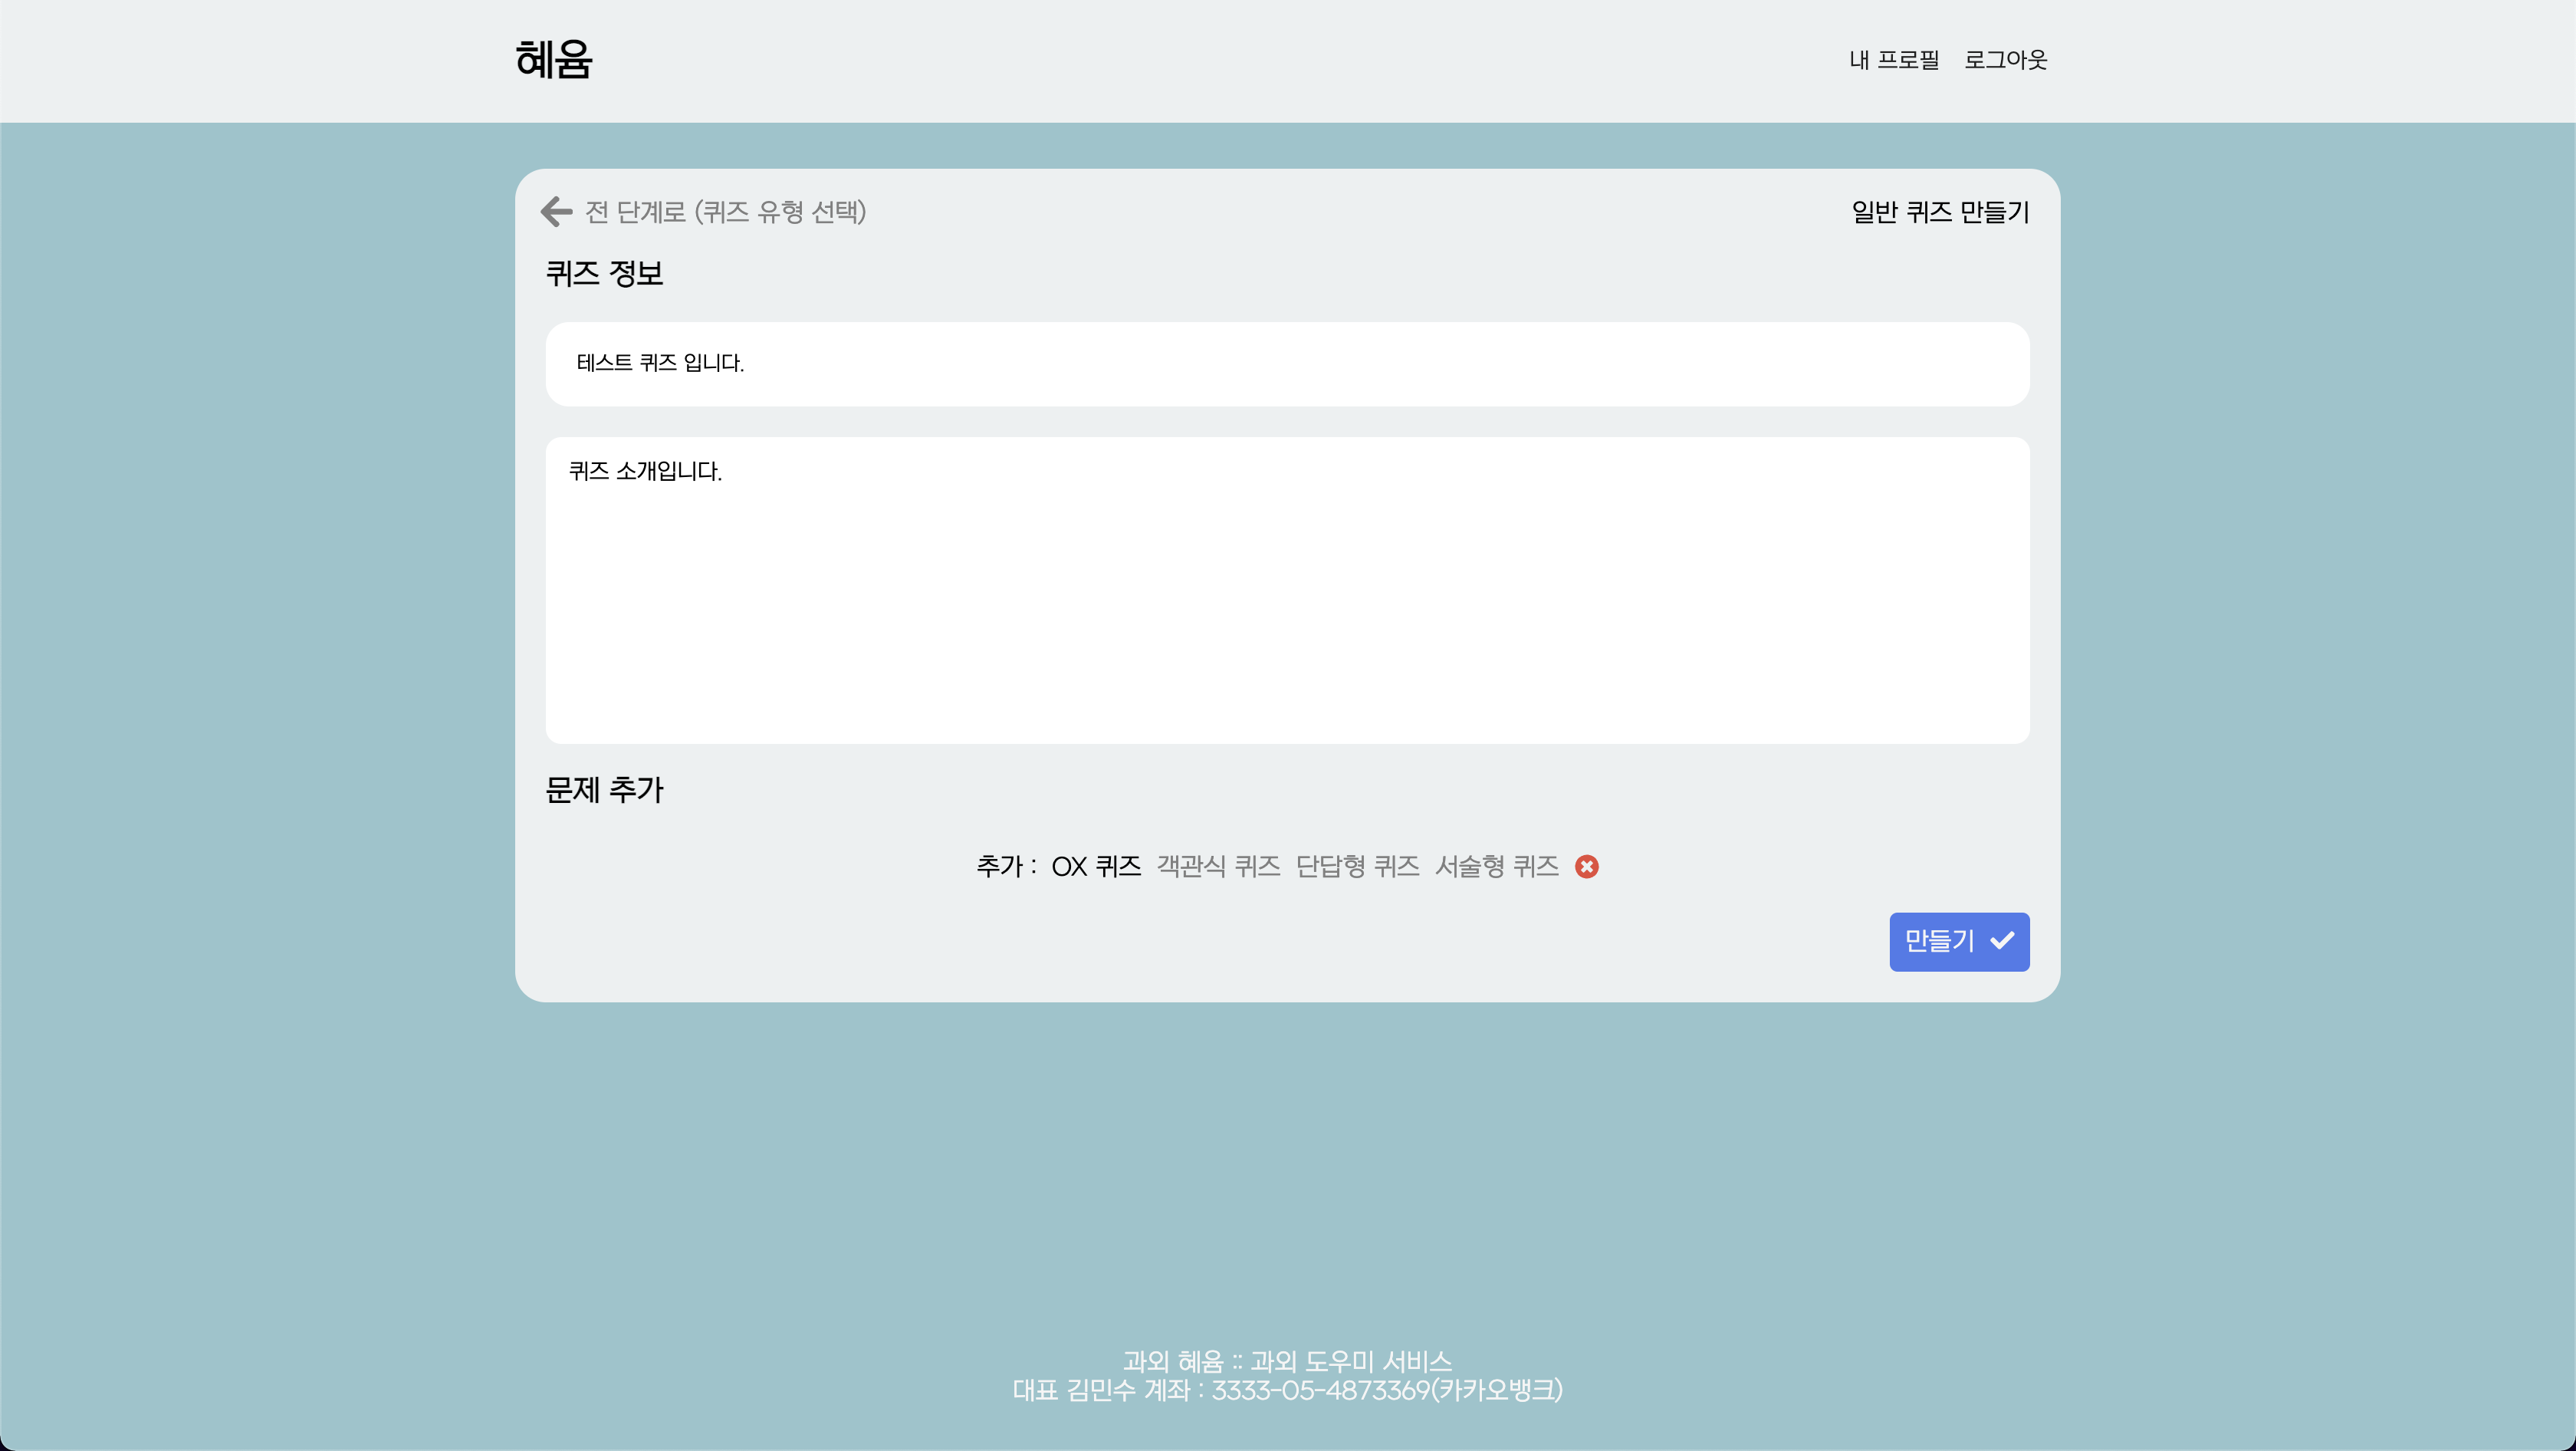 혜윰
내 프로필 로그아웃
전 단계로 (퀴즈 유형 선택)
일반 퀴즈 만들기
퀴즈 정보
테스트 퀴즈 입니다.
퀴즈 소개입니다.
문제 추가
추가 : OX 퀴즈 객관식 퀴즈 단답형 퀴즈 서술형 퀴즈
만들기
과외 혜윰 :: 과외 도우미 서비스
대표 김민수 계좌 : 3333-05-4873369(카카오뱅크)